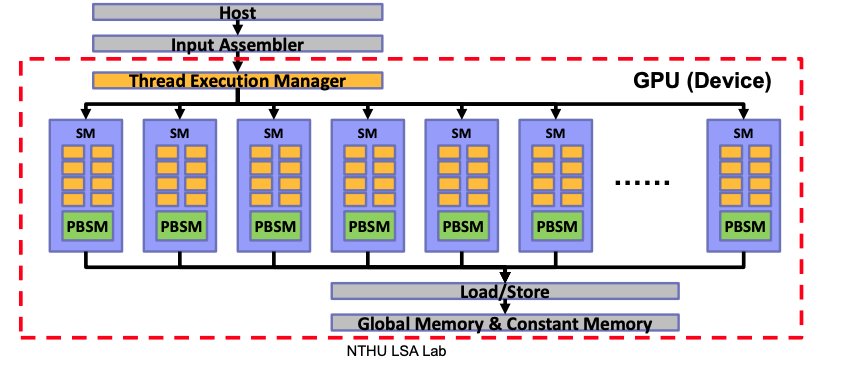 Host
Input Assembler
Thread Execution Manager
GPU (Device)
SM SM SM SM SM SM SM
......
PBSM PBSM PBSM PBSM PBSM PBSM PBSM
Load/Store
Global Memory & Constant Memory
NTHU LSA Lab